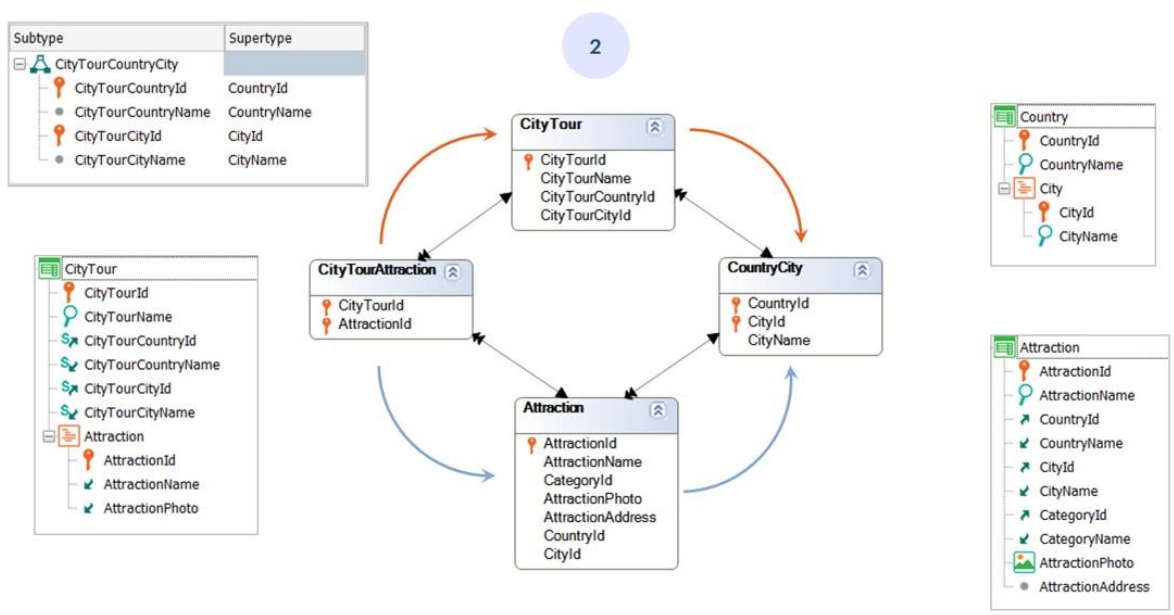 2
Subtype Supertype
CityTourCountryCity
CityTourCountryId CountryId
CityTourCountryName CountryName
CityTourCityId CityId
CityTourCityName CityName
CityTour
CityTourId
CityTourName
CityTourCountryId
CityTourCityId
Country
CountryId
CountryName
City
CityId
CityName
CityTour
CityTourId
CityTourName
CityTourCountryId
CityTourCountryName
CityTourCityId
CityTourCityName
Attraction
AttractionId
AttractionName
AttractionPhoto
CityTourAttraction
CityTourId
AttractionId
CountryCity
CountryId
CityId
CityName
Attraction
AttractionId
AttractionName
CategoryId
AttractionPhoto
AttractionAddress
CountryId
CityId
Attraction
AttractionId
AttractionName
CountryId
CountryName
CityId
CityName
CategoryId
CategoryName
AttractionPhoto
AttractionAddress